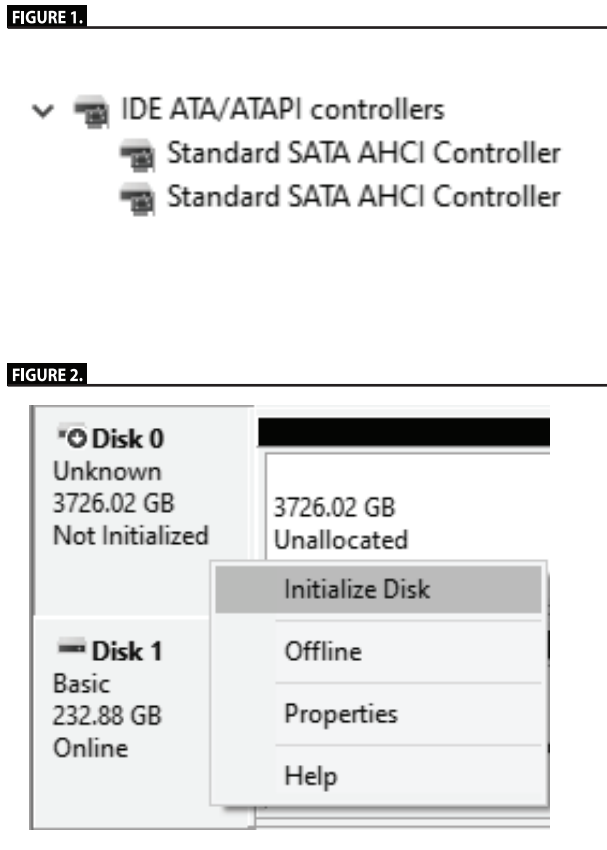 FIGURE 1.
IDE ATA/ATAPI controllers
Standard SATA AHCI Controller
Standard SATA AHCI Controller
FIGURE 2.
Disk 0
Unknown
3726.02 GB
Not Initialized
3726.02 GB
Unallocated
Initialize Disk
Offline
Properties
Help
Disk 1
Basic
232.88 GB
Online